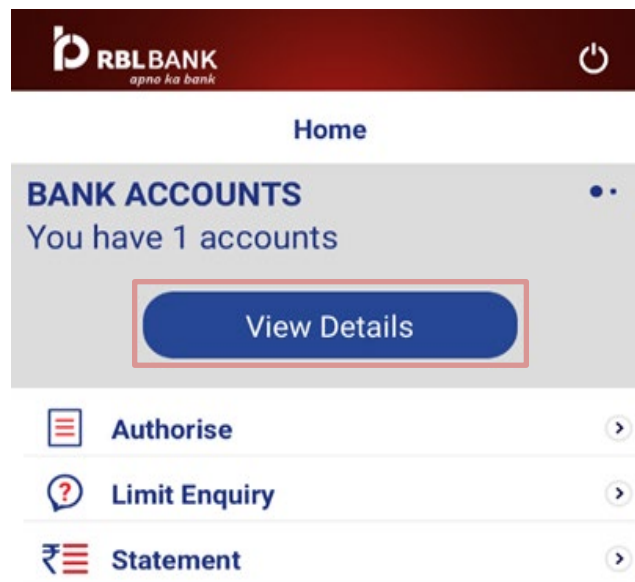 RBLBANK
apno ka bank
Home
BANK ACCOUNTS
You have 1 accounts
View Details
Authorise
? Limit Enquiry
₹ Statement